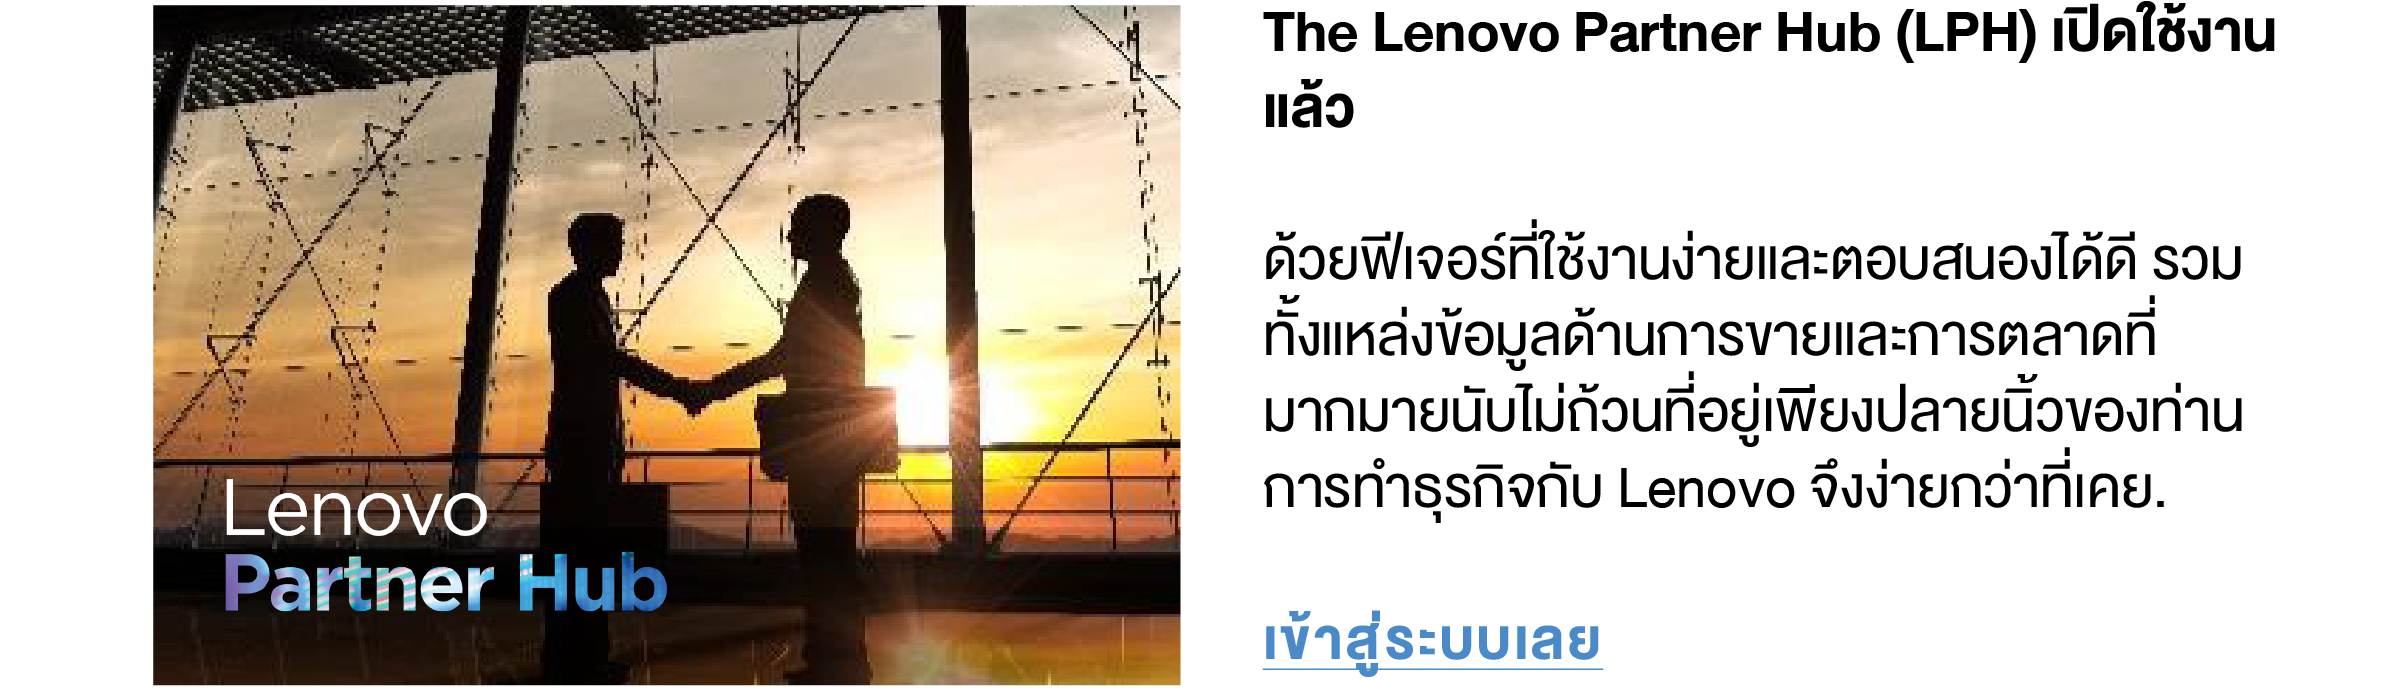 Lenovo
Partner Hub
The Lenovo Partner Hub (LPH) เปิดใช้งาน
แล้ว
ด้วยฟีเจอร์ที่ใช้งานง่ายและตอบสนองได้ดี รวม
ทั้งแหล่งข้อมูลด้านการขายและการตลาดที่
มากมายนับไม่ถ้วนที่อยู่เพียงปลายนิ้วของท่าน
การทำธุรกิจกับ Lenovo จึงง่ายกว่าที่เคย.
เข้าสู่ระบบเลย